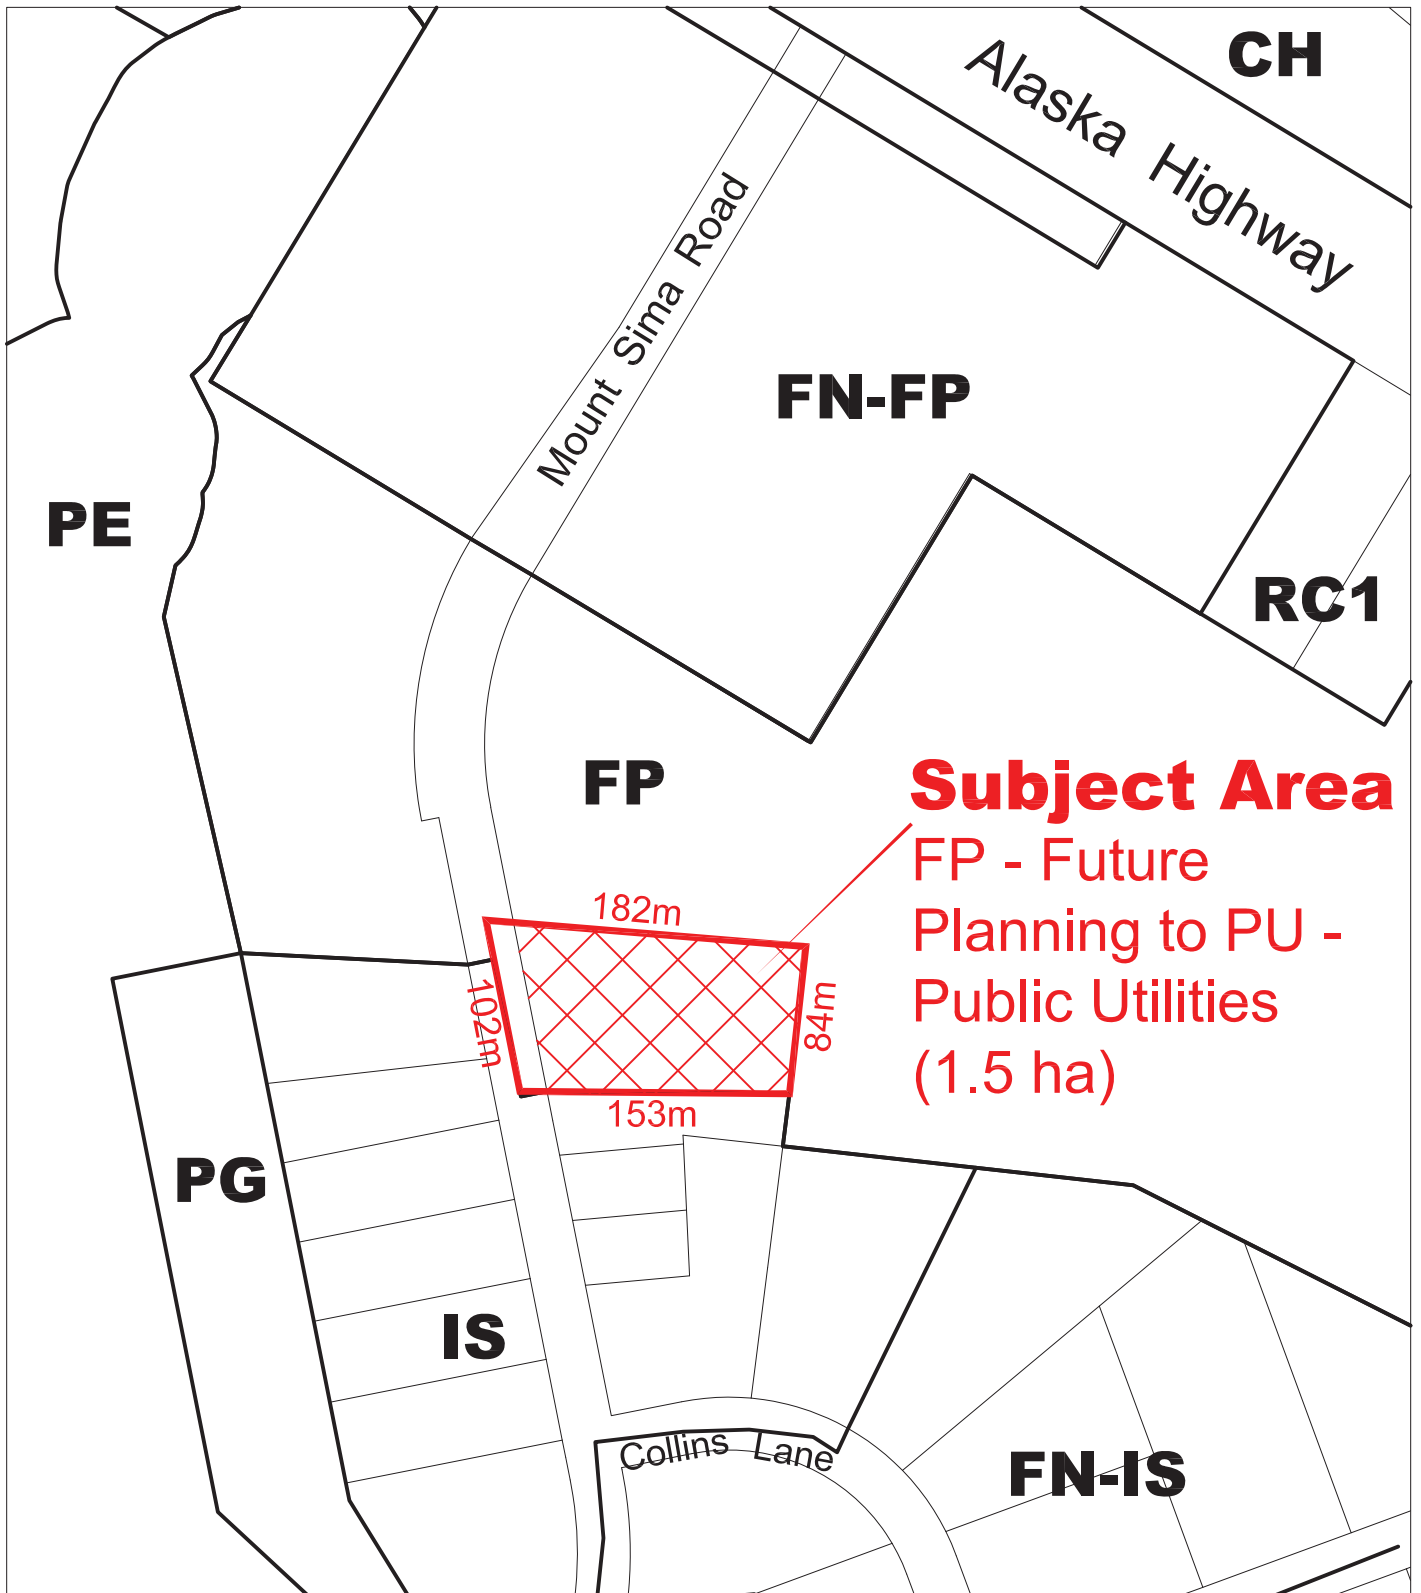 CH
Alaska Highway
Mount Sima Road
FN-FP
PE
RC1
FP
Subject Area
FP - Future
Planning to PU -
Public Utilities
(1.5 ha)
182m
102m
84m
153m
PG
IS
Collins Lane
FN-IS